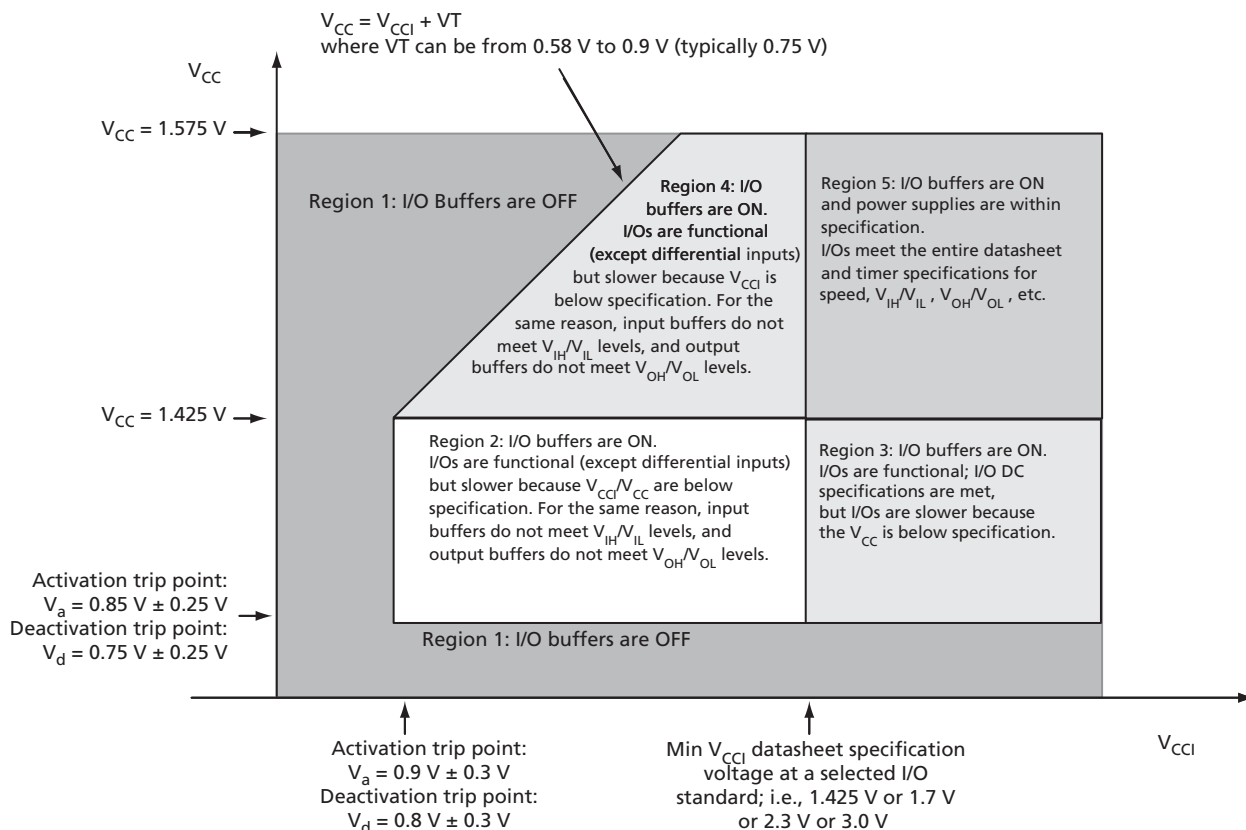 V_CC = V_CCI + VT
where VT can be from 0.58 V to 0.9 V (typically 0.75 V)
V_CC
V_CC = 1.575 V
Region 1: I/O Buffers are OFF
Region 4: I/O
buffers are ON.
I/Os are functional
(except differential inputs)
but slower because V_CCI is
below specification. For the
same reason, input buffers do not
meet V_IH/V_IL levels, and output
buffers do not meet V_OH/V_OL levels.
Region 5: I/O buffers are ON
and power supplies are within
specification.
I/Os meet the entire datasheet
and timer specifications for
speed, V_IH/V_IL , V_OH/V_OL , etc.
V_CC = 1.425 V
Region 2: I/O buffers are ON.
I/Os are functional (except differential inputs)
but slower because V_CCI/V_CC are below
specification. For the same reason, input
buffers do not meet V_IH/V_IL levels, and
output buffers do not meet V_OH/V_OL levels.
Region 3: I/O buffers are ON.
I/Os are functional; I/O DC
specifications are met,
but I/Os are slower because
the V_CC is below specification.
Activation trip point:
V_a = 0.85 V ± 0.25 V
Deactivation trip point:
V_d = 0.75 V ± 0.25 V
Region 1: I/O buffers are OFF
Activation trip point:
V_a = 0.9 V ± 0.3 V
Deactivation trip point:
V_d = 0.8 V ± 0.3 V
Min V_CCI datasheet specification
voltage at a selected I/O
standard; i.e., 1.425 V or 1.7 V
or 2.3 V or 3.0 V
V_CCI